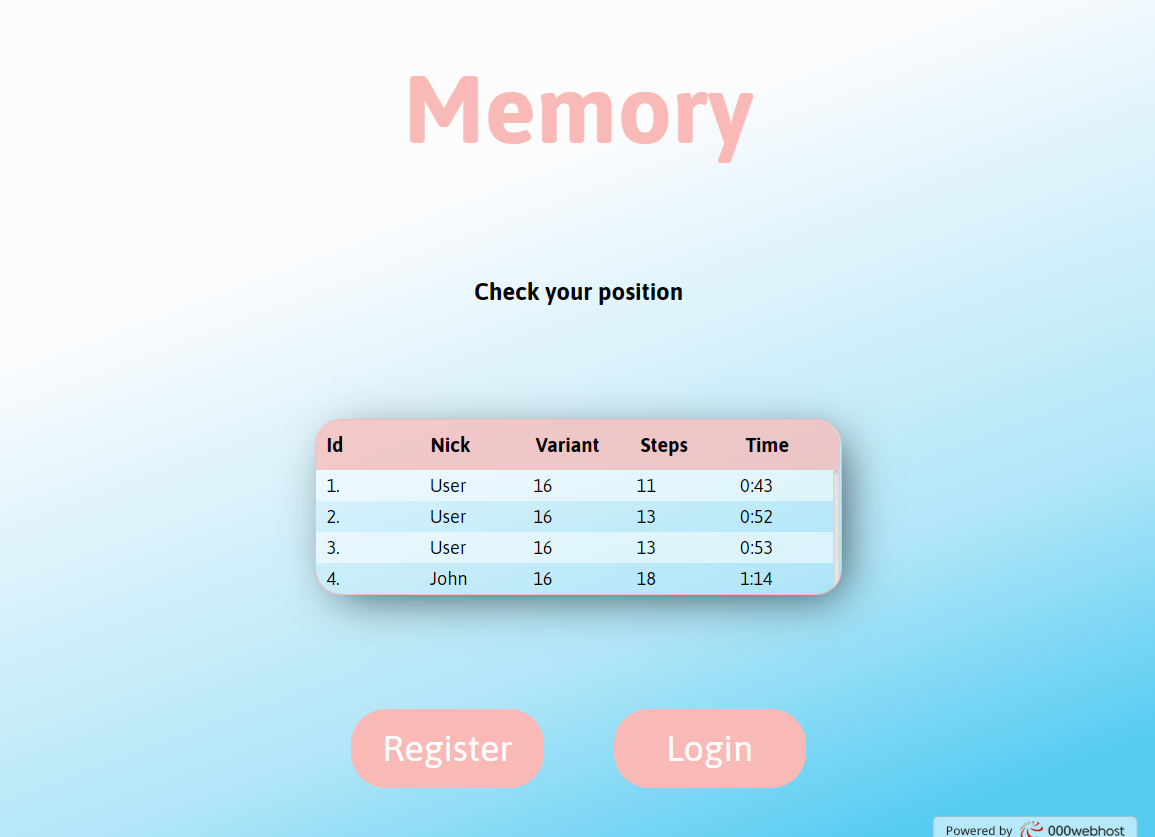 Memory
Check your position
Id Nick Variant Steps Time
1. User 16 11 0:43
2. User 16 13 0:52
3. User 16 13 0:53
4. John 16 18 1:14
Register Login
Powered by 000webhost